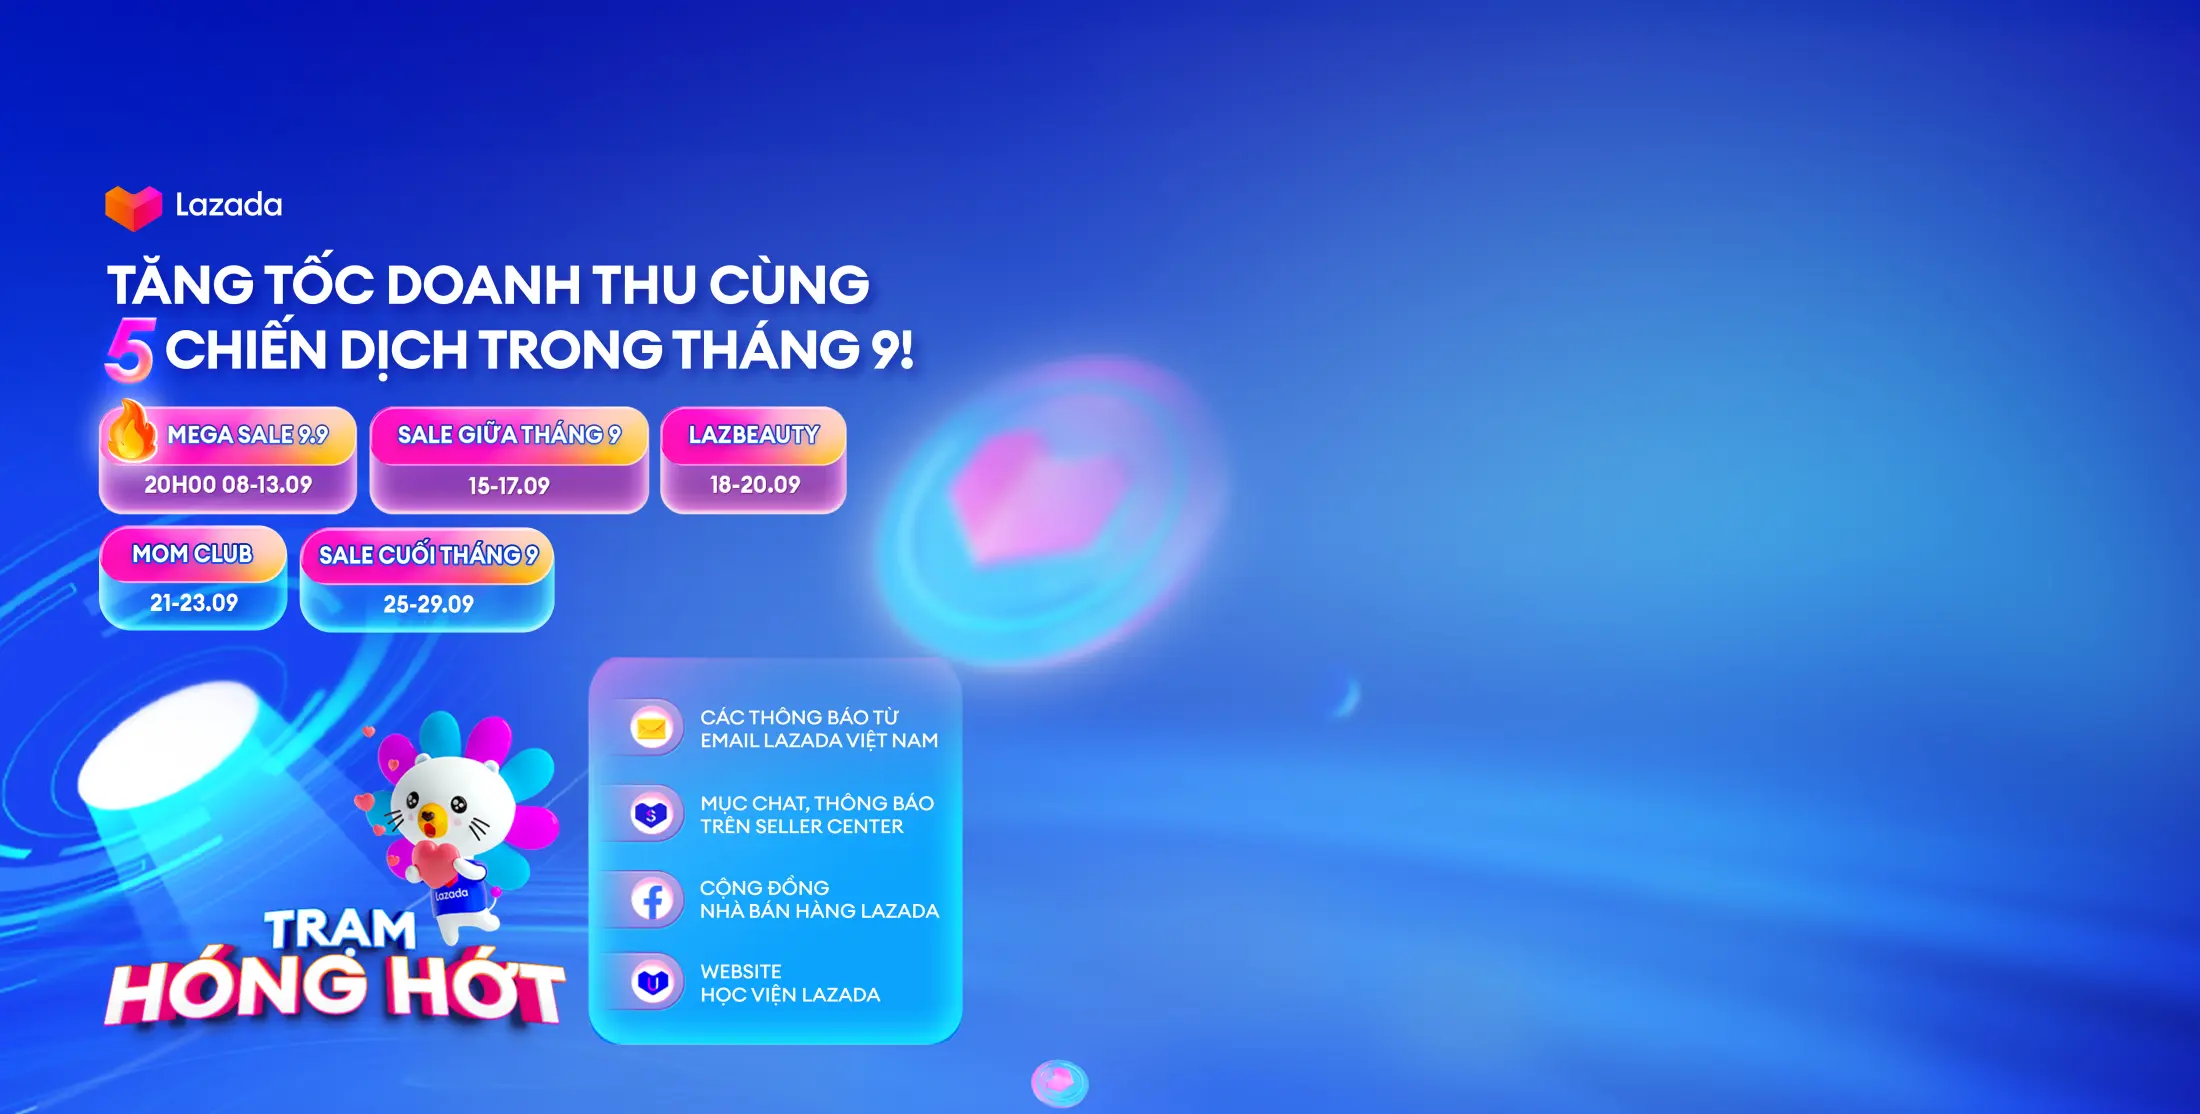 Lazada
TĂNG TỐC DOANH THU CÙNG
5 CHIẾN DỊCH TRONG THÁNG 9!
MEGA SALE 9.9
20H00 08-13.09
SALE GIỮA THÁNG 9
15-17.09
LAZBEAUTY
18-20.09
MOM CLUB
21-23.09
SALE CUỐI THÁNG 9
25-29.09
Lazada
TRẠM
HÓNG HỚT
CÁC THÔNG BÁO TỪ
EMAIL LAZADA VIỆT NAM
$
MỤC CHAT, THÔNG BÁO
TRÊN SELLER CENTER
f
CỘNG ĐỒNG
NHÀ BÁN HÀNG LAZADA
U
WEBSITE
HỌC VIỆN LAZADA